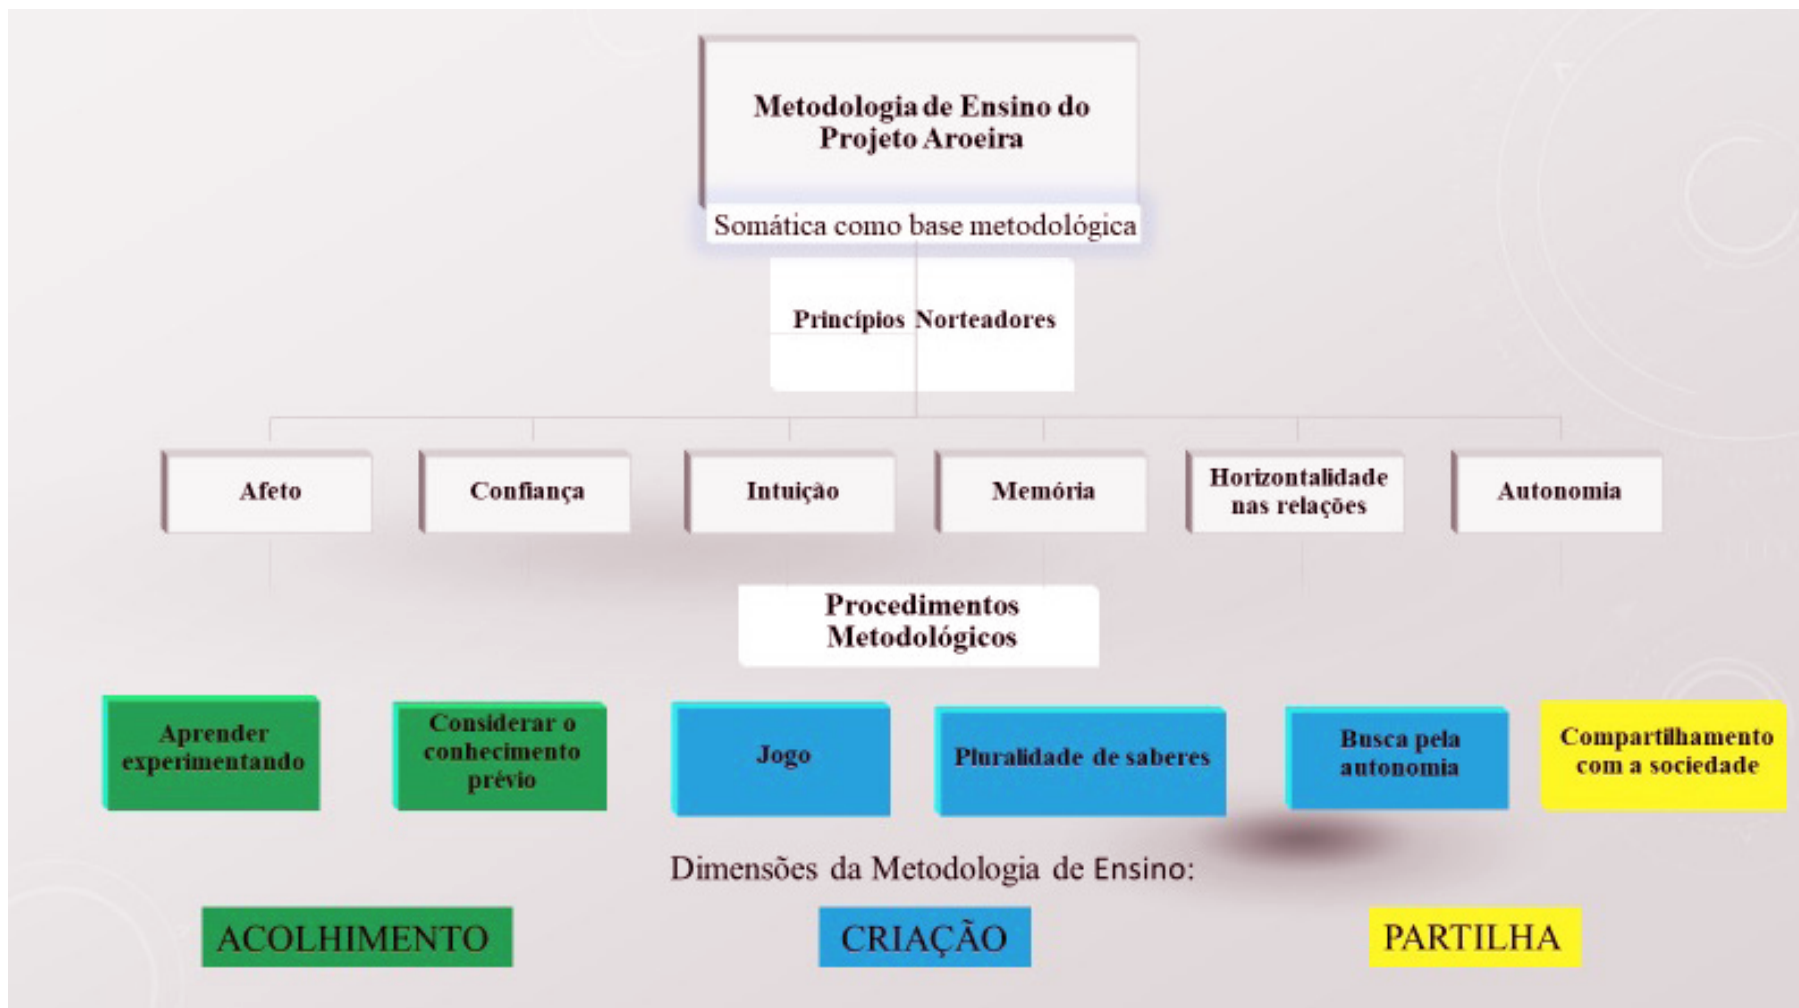 Metodologia de Ensino do
Projeto Aroeira
Somática como base metodológica
Princípios Norteadores
Afeto
Confiança
Intuição
Memória
Horizontalidade
nas relações
Autonomia
Procedimentos
Metodológicos
Aprender
experimentando
Considerar o
conhecimento
prévio
Jogo
Pluralidade de saberes
Busca pela
autonomia
Compartilhamento
com a sociedade
Dimensões da Metodologia de Ensino:
ACOLHIMENTO
CRIAÇÃO
PARTILHA